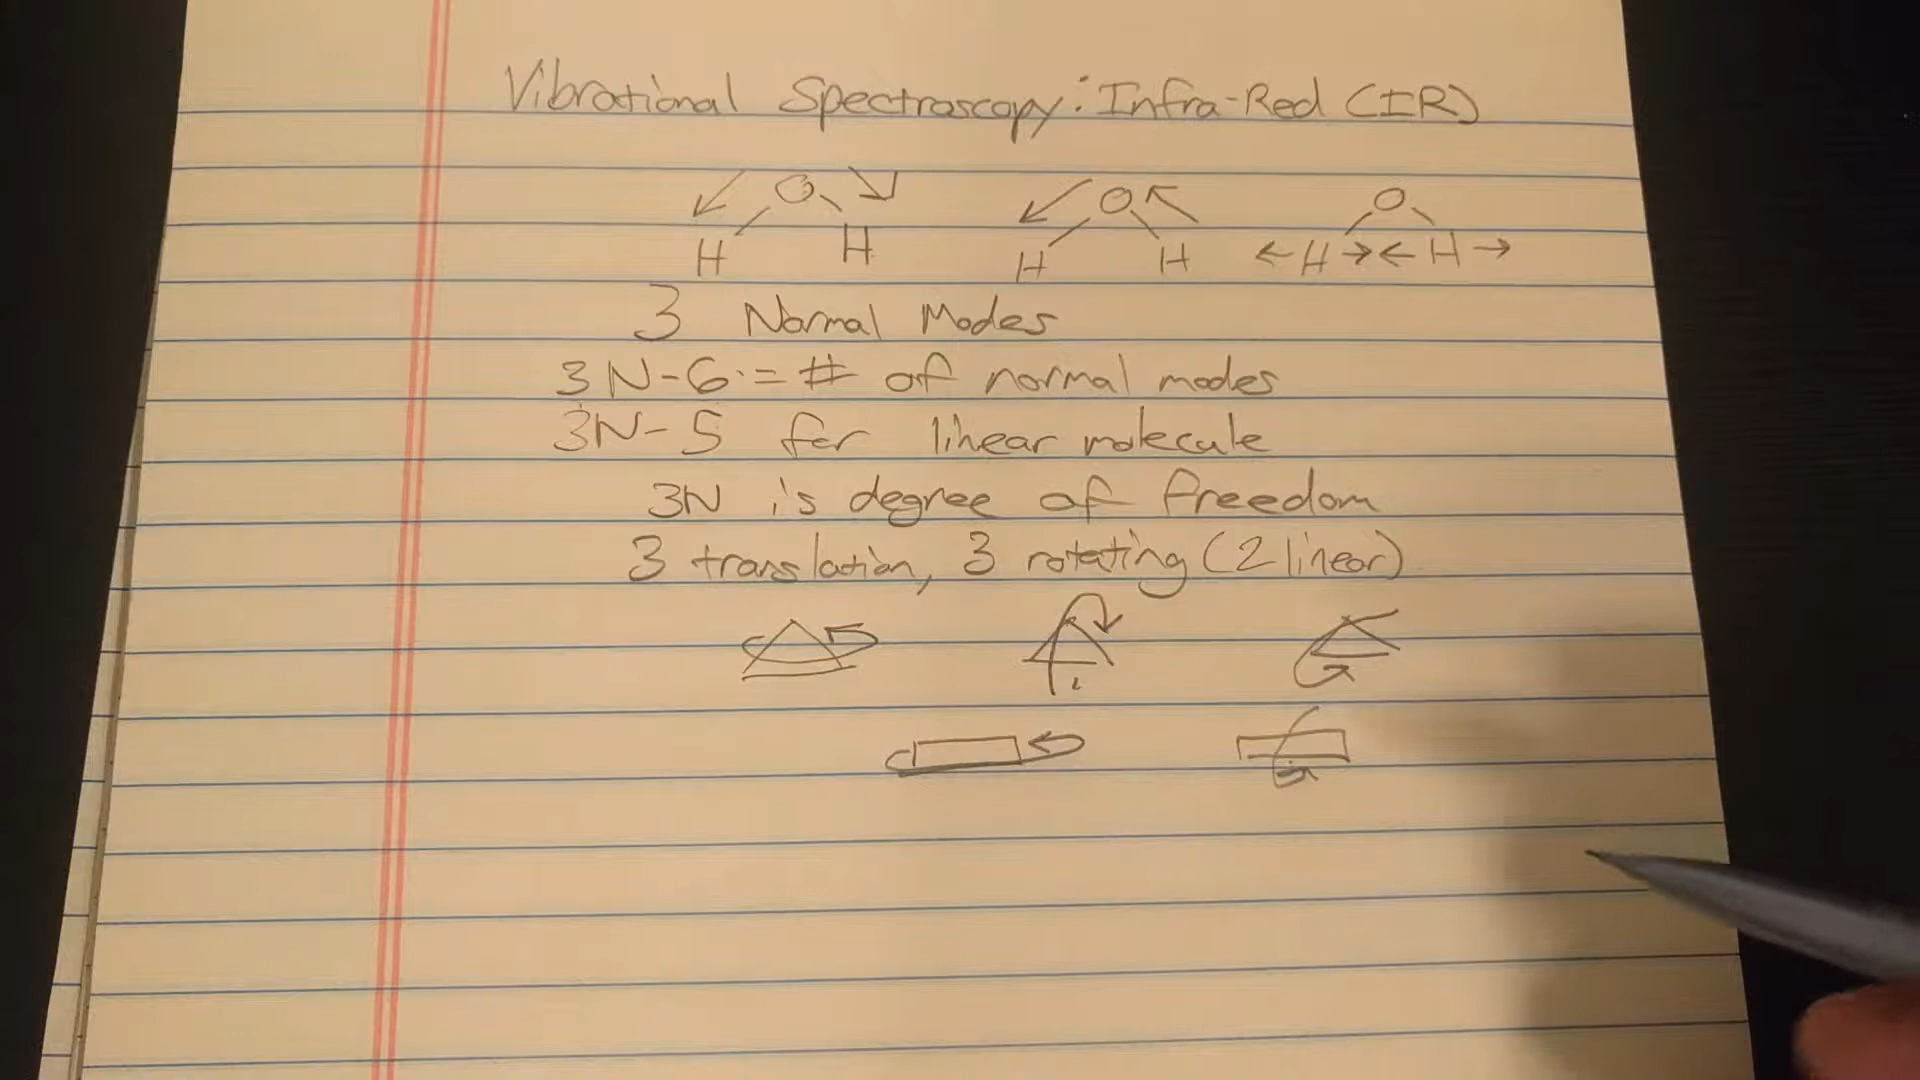 Vibrational Spectroscopy: Infra-Red (IR)
O O O
H H H H ←H→←H→
3 Normal Modes
3N-6 = # of normal modes
3N-5 for linear molecule
3N is degree of freedom
3 translation, 3 rotating (2 linear)